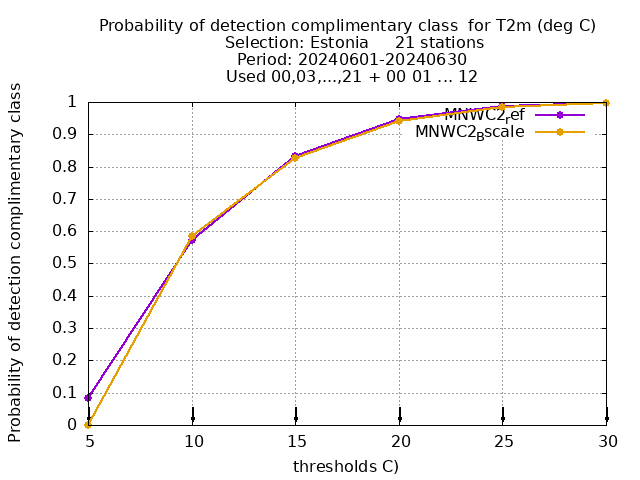 Probability of detection complimentary class  for T2m (deg C)
Selection: Estonia     21 stations
Period: 20240601-20240630
Used 00,03,...,21 + 00 01 ... 12
Probability of detection complimentary class
1
0.9
0.8
0.7
0.6
0.5
0.4
0.3
0.2
0.1
0
MNWC2ref
MNWC2Bscale
5 10 15 20 25 30
thresholds C)